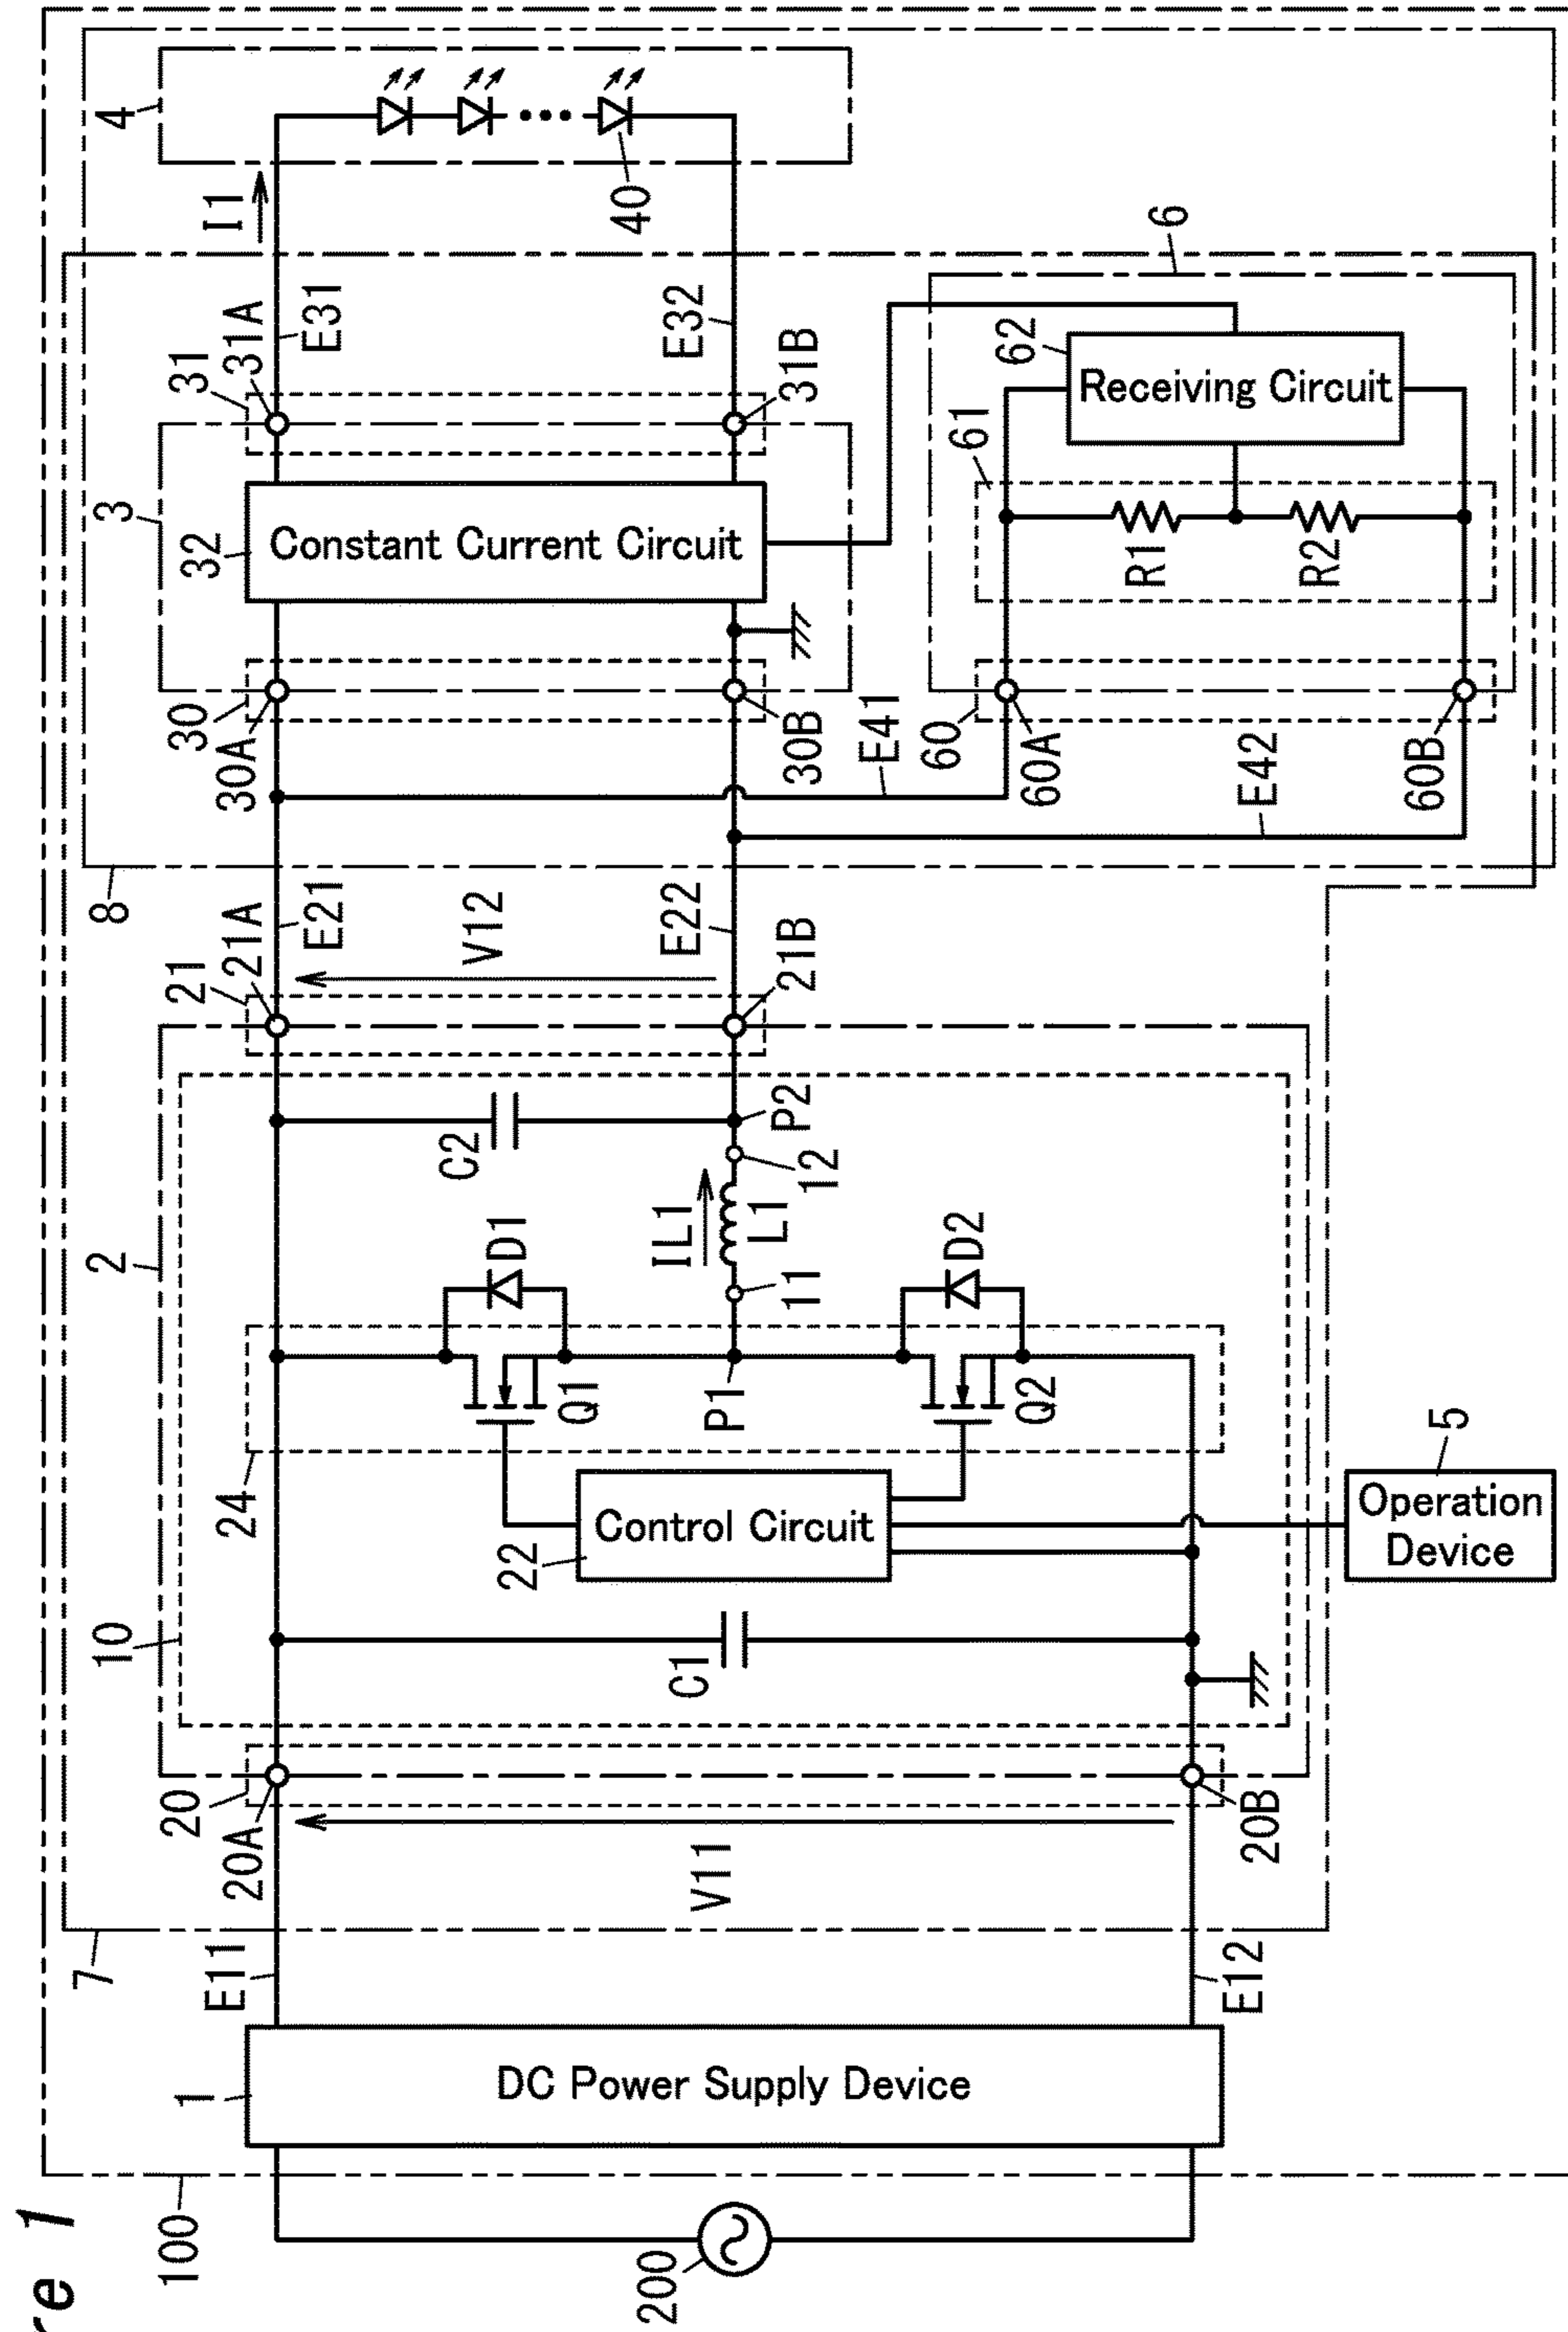 re 1
100
200
1
DC Power Supply Device
E11
E12
7
V11
20
20A
20B
10
2
C1
24
22
Control Circuit
Q1
Q2
P1
D1
D2
11
IL1
L1
12
C2
P2
5
Operation
Device
21
21A
21B
E21
E22
V12
8
30
30A
30B
E41
E42
3
32
Constant Current Circuit
31
31A
31B
E31
E32
I1
4
40
60
60A
60B
6
61
R1
R2
62
Receiving Circuit